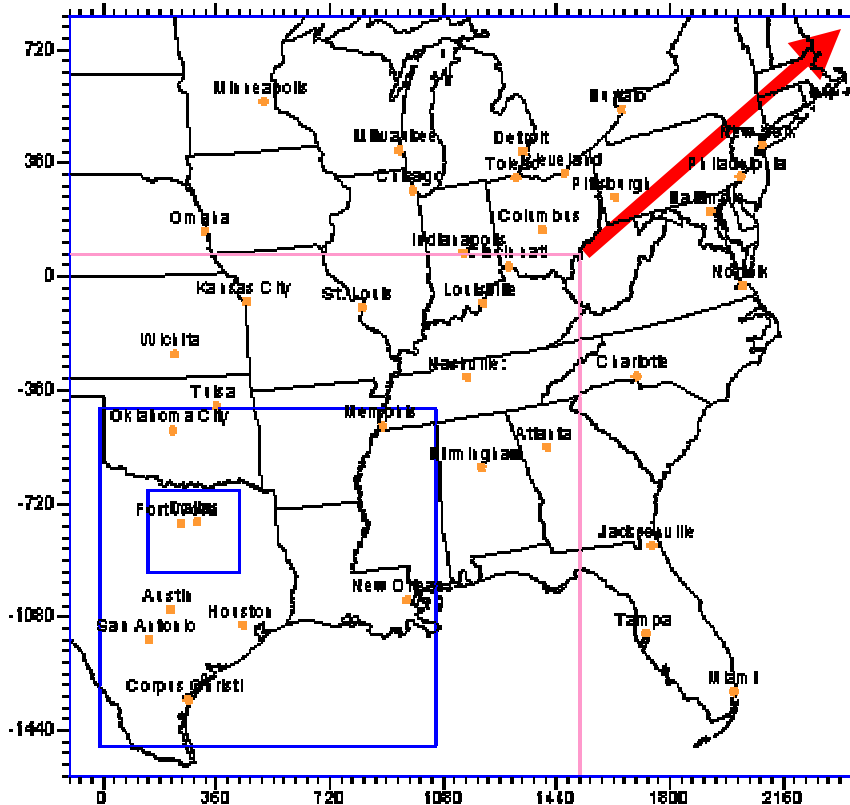 720
Minneapolis
Buffalo
Milwaukee
Detroit
New York
360
Chicago
Toledo
Cleveland
Philadelphia
Pittsburgh
Omaha
Columbus
Indianapolis
Cincinnati
0
Kansas City
St. Louis
Louisville
Norfolk
Wichita
Nashville
Charlotte
-360
Tulsa
Oklahoma City
Memphis
Atlanta
Birmingham
-720
Fort Worth
Dallas
Jacksonville
Austin
New Orleans
-1080
San Antonio
Houston
Tampa
Corpus Christi
Miami
-1440
0 360 720 1080 1440 1800 2160